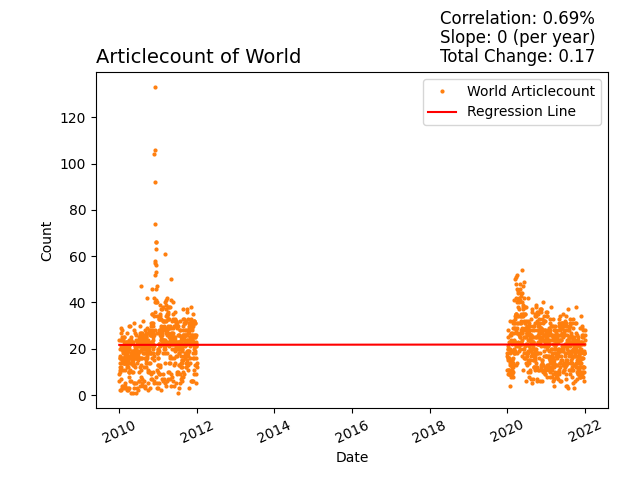 Correlation: 0.69%
Slope: 0 (per year)
Total Change: 0.17
Articlecount of World
World Articlecount
Regression Line
120
100
80
60
40
20
0
Count
2010
2012
2014
2016
2018
2020
2022
Date